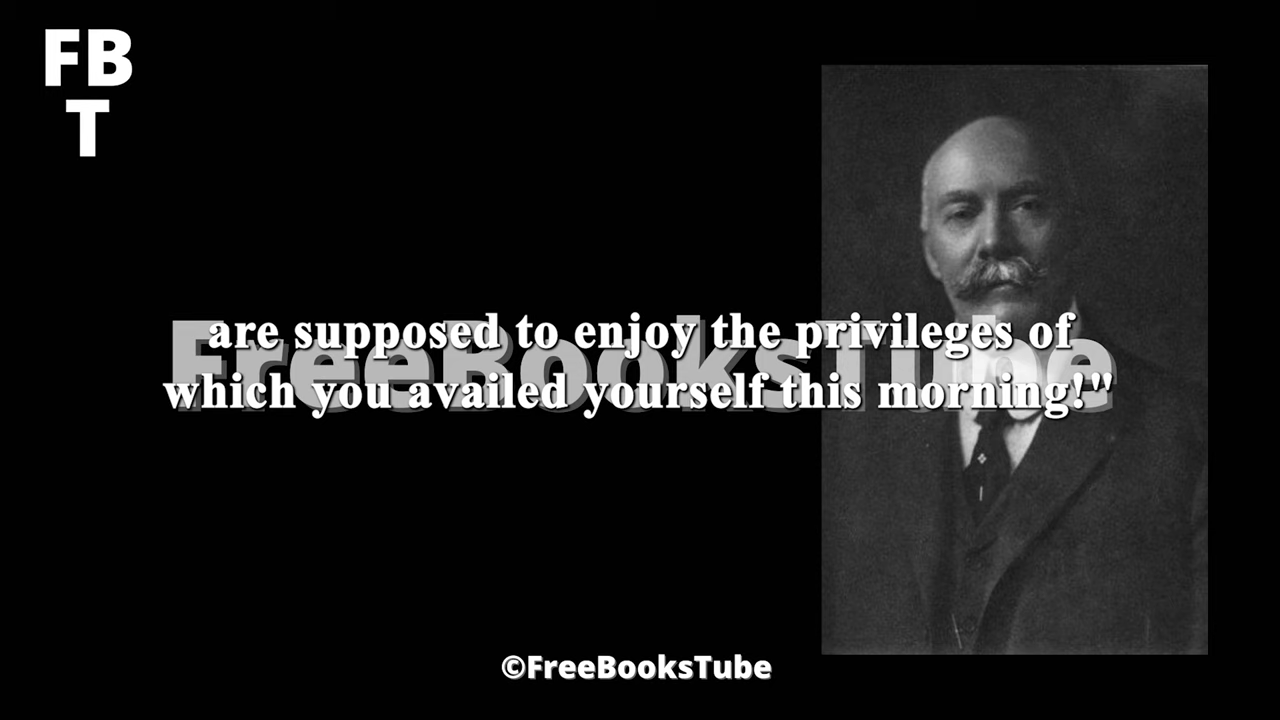 FB
T
are supposed to enjoy the privileges of
which you availed yourself this morning!"
FreeBooksTube
©FreeBooksTube